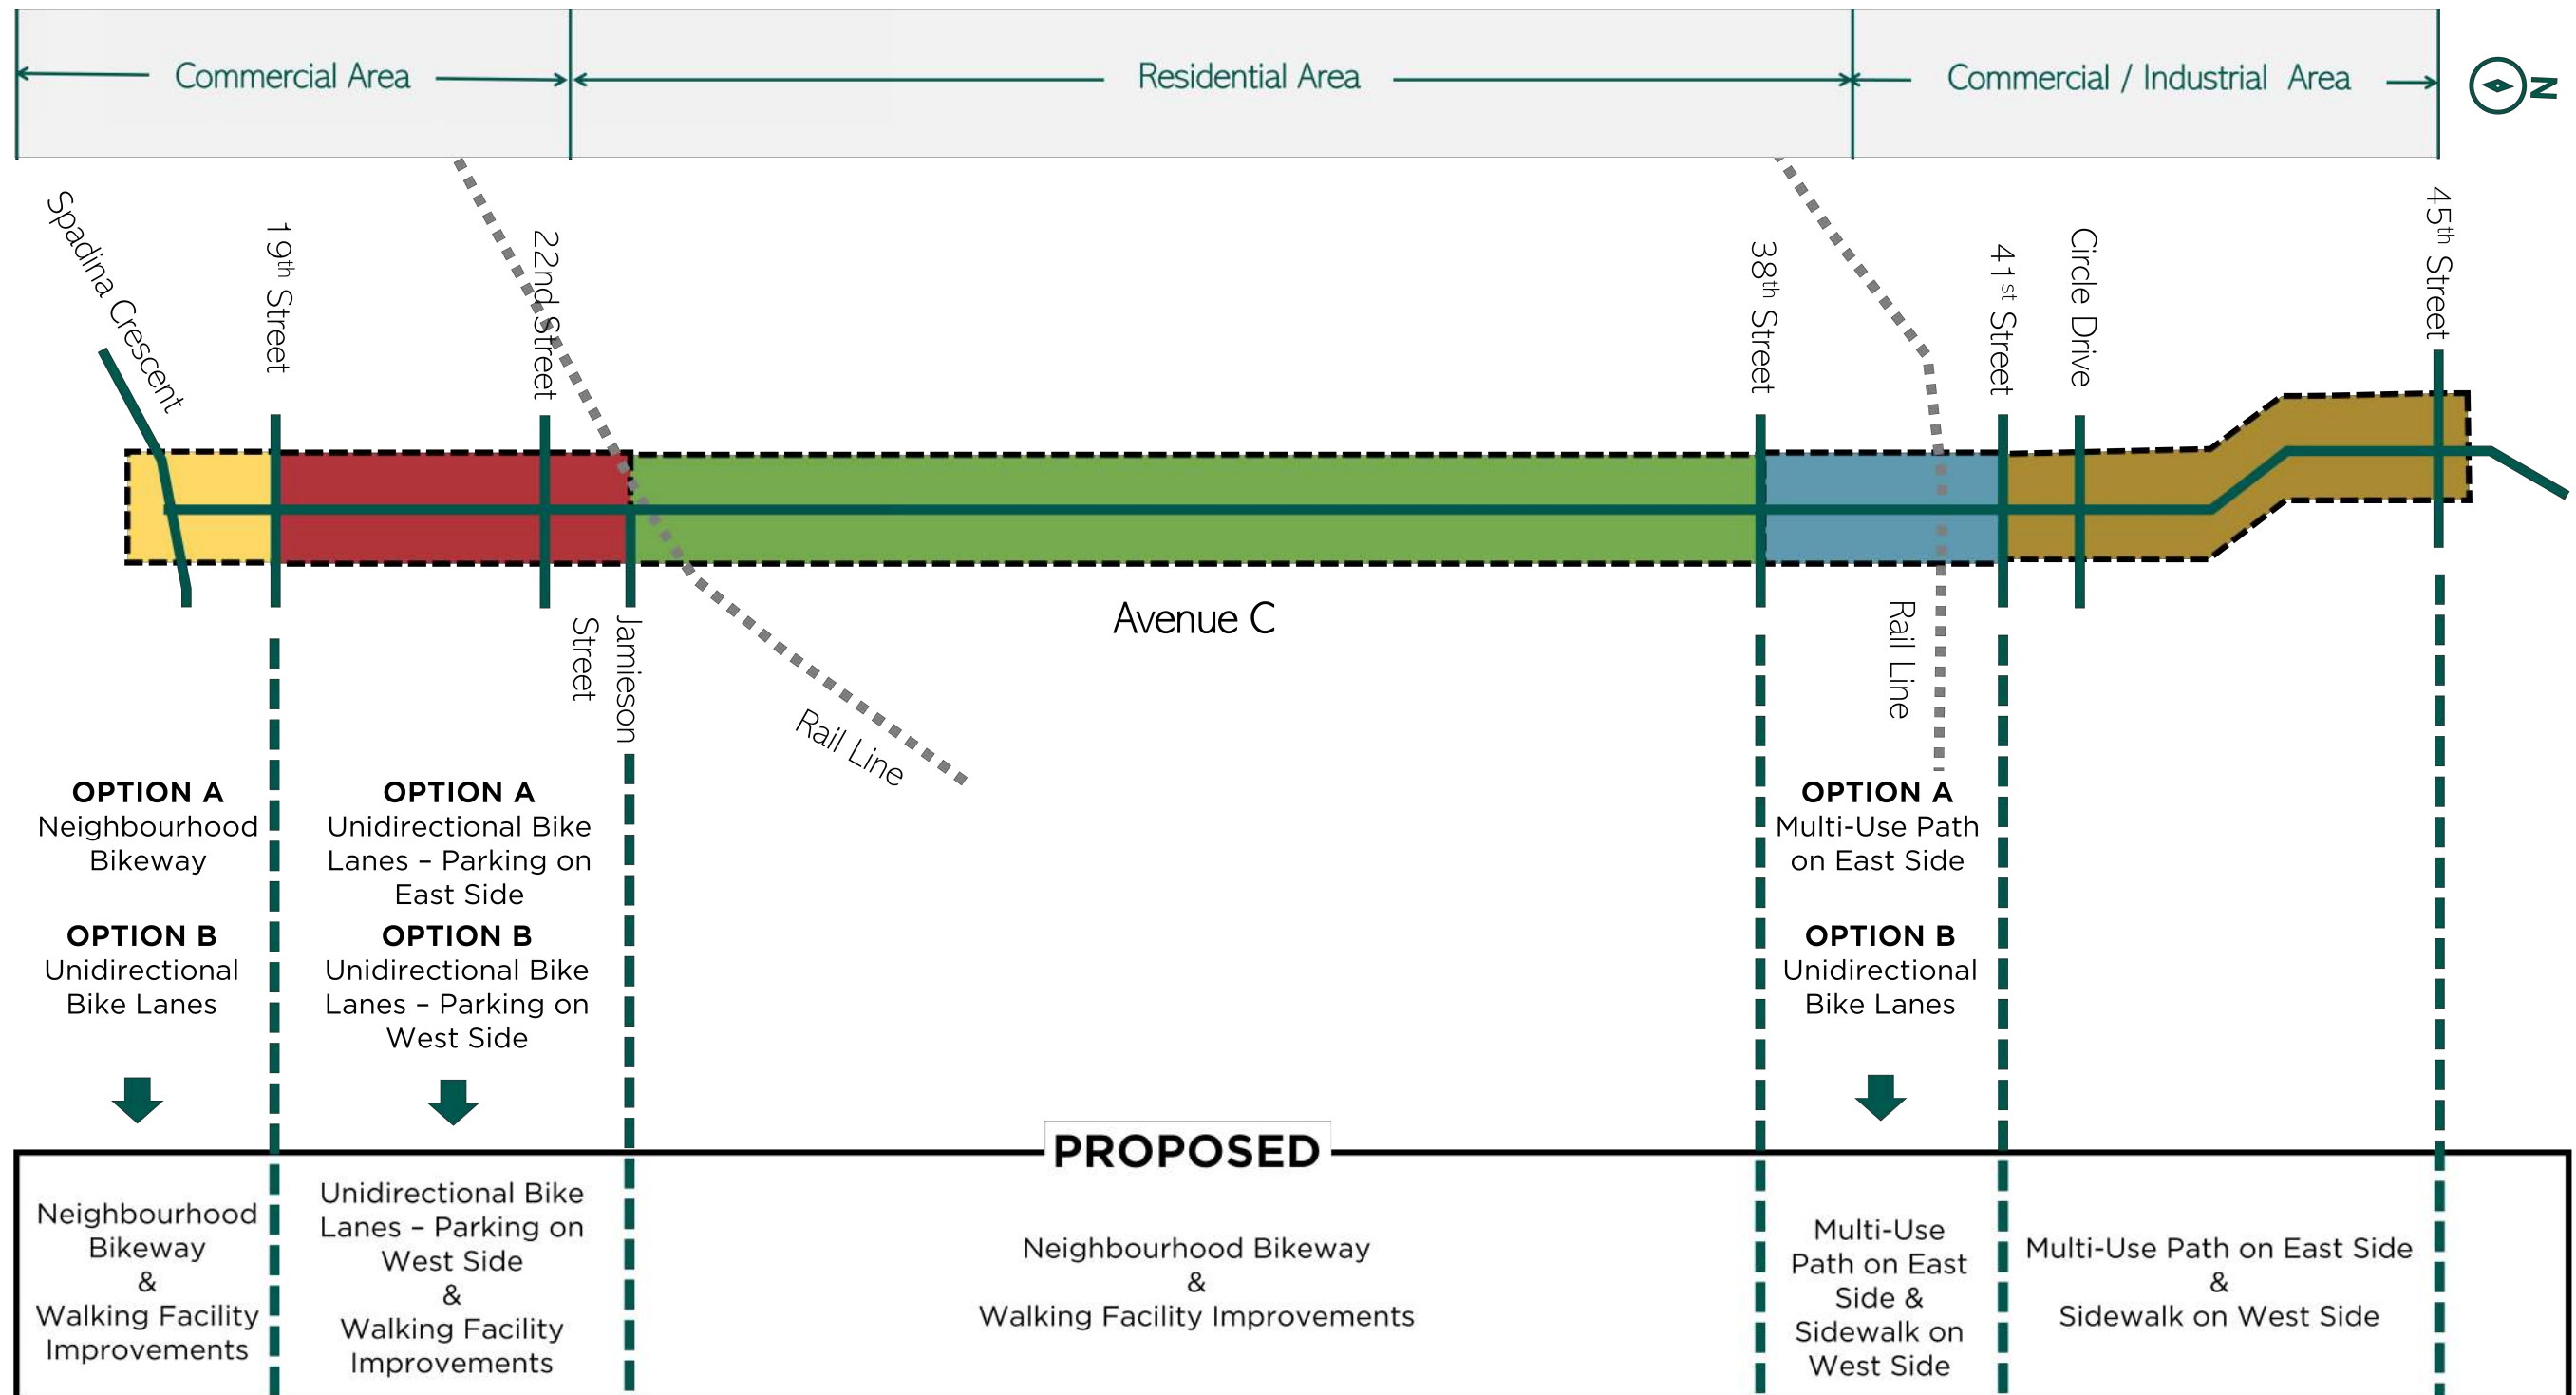 Commercial Area
Residential Area
Commercial / Industrial Area
N
Spadina Crescent
19th Street
22nd Street
38th Street
41st Street
Circle Drive
45th Street
Jamieson
Street
Avenue C
Rail Line
Rail Line
OPTION A
Neighbourhood
Bikeway
OPTION B
Unidirectional
Bike Lanes
OPTION A
Unidirectional Bike
Lanes – Parking on
East Side
OPTION B
Unidirectional Bike
Lanes – Parking on
West Side
OPTION A
Multi-Use Path
on East Side
OPTION B
Unidirectional
Bike Lanes
PROPOSED
Neighbourhood
Bikeway
&
Walking Facility
Improvements
Unidirectional Bike
Lanes – Parking on
West Side
&
Walking Facility
Improvements
Neighbourhood Bikeway
&
Walking Facility Improvements
Multi-Use
Path on East
Side &
Sidewalk on
West Side
Multi-Use Path on East Side
&
Sidewalk on West Side